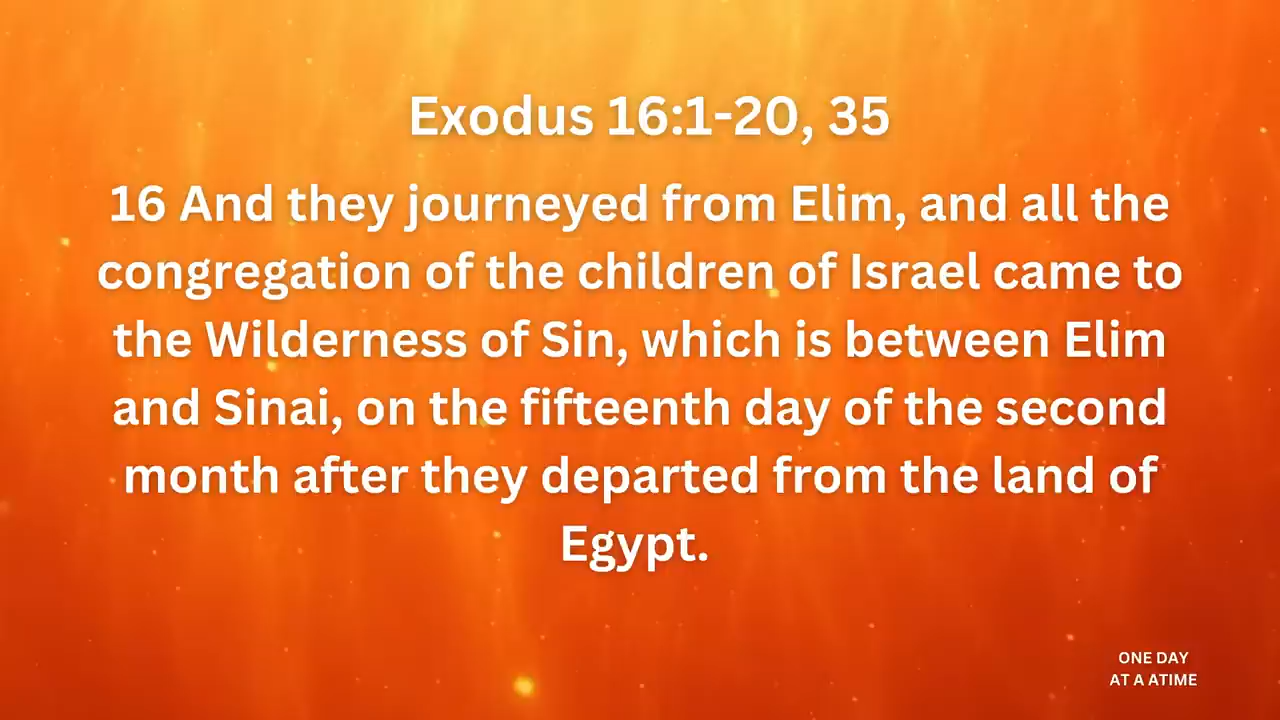 Exodus 16:1-20, 35
16 And they journeyed from Elim, and all the
congregation of the children of Israel came to
the Wilderness of Sin, which is between Elim
and Sinai, on the fifteenth day of the second
month after they departed from the land of
Egypt.
ONE DAY
AT A ATIME